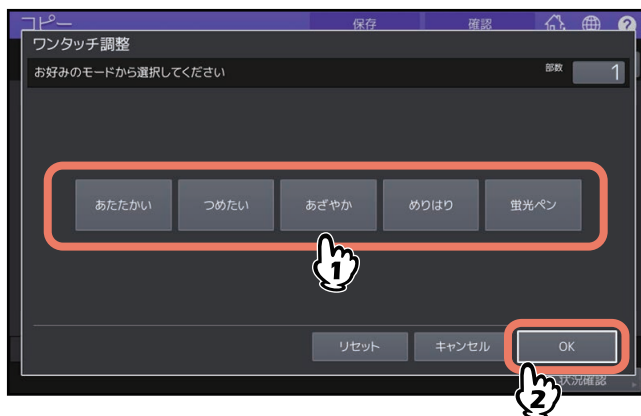 コピー 保存 確認 ?
ワンタッチ調整
お好みのモードから選択してください 部数 1
あたたかい つめたい あざやか めりはり 蛍光ペン
1
リセット キャンセル OK
状況確認
2